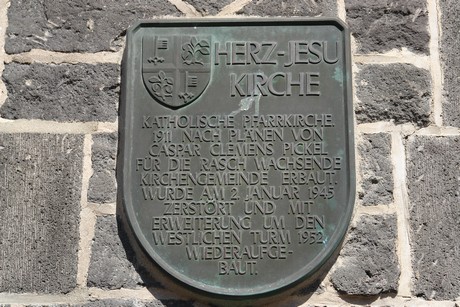 HERZ-JESU
KIRCHE
KATHOLISCHE PFARRKIRCHE.
1911 NACH PLÄNEN VON
CASPAR CLEMENS PICKEL
FÜR DIE RASCH WACHSENDE
KIRCHENGEMEINDE ERBAUT.
WURDE AM 2. JANUAR 1945
ZERSTÖRT UND MIT
ERWEITERUNG UM DEN
WESTLICHEN TURM 1952
WIEDERAUFGE-
BAUT.